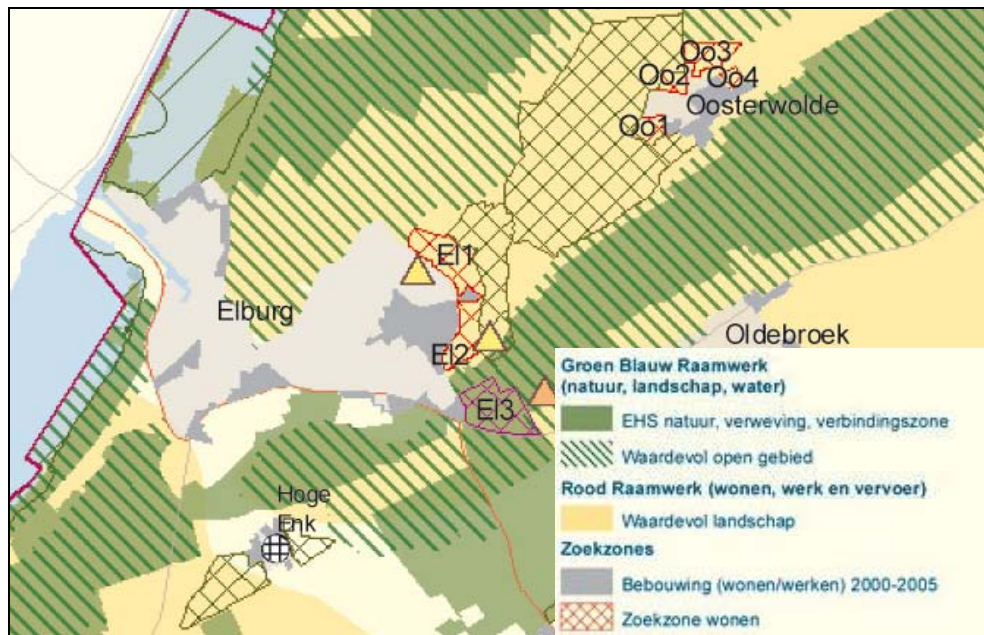 Oo3
Oo2
Oo4
Oosterwolde
Oo1
El1
Elburg
Oldebroek
El2
El3
Hoge
Enk
Groen Blauw Raamwerk
(natuur, landschap, water)
EHS natuur, verweving, verbindingszone
Waardevol open gebied
Rood Raamwerk (wonen, werk en vervoer)
Waardevol landschap
Zoekzones
Bebouwing (wonen/werken) 2000-2005
Zoekzone wonen